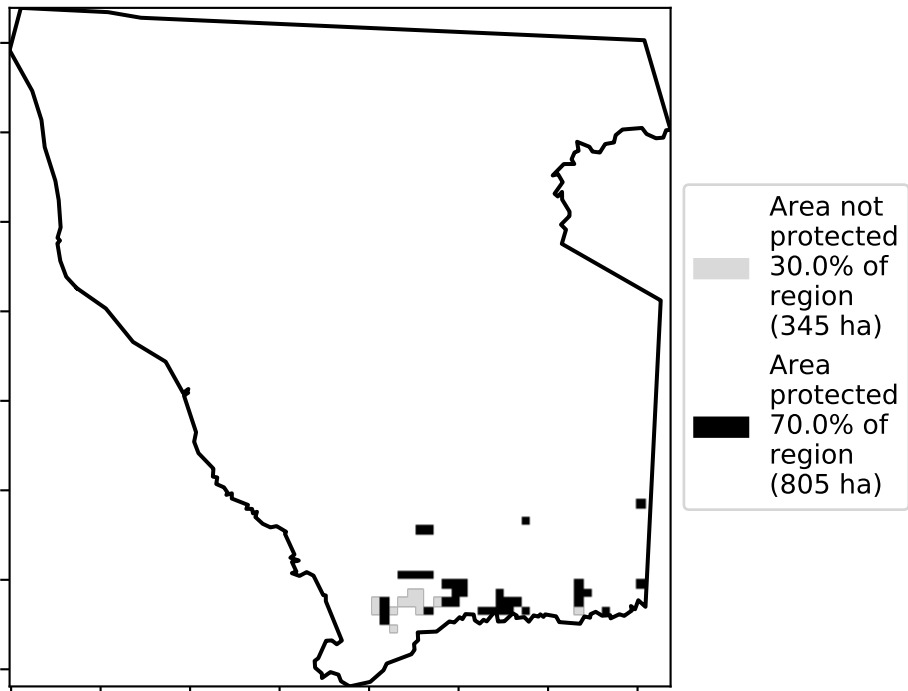 Area not
protected
30.0% of
region
(345 ha)
Area
protected
70.0% of
region
(805 ha)